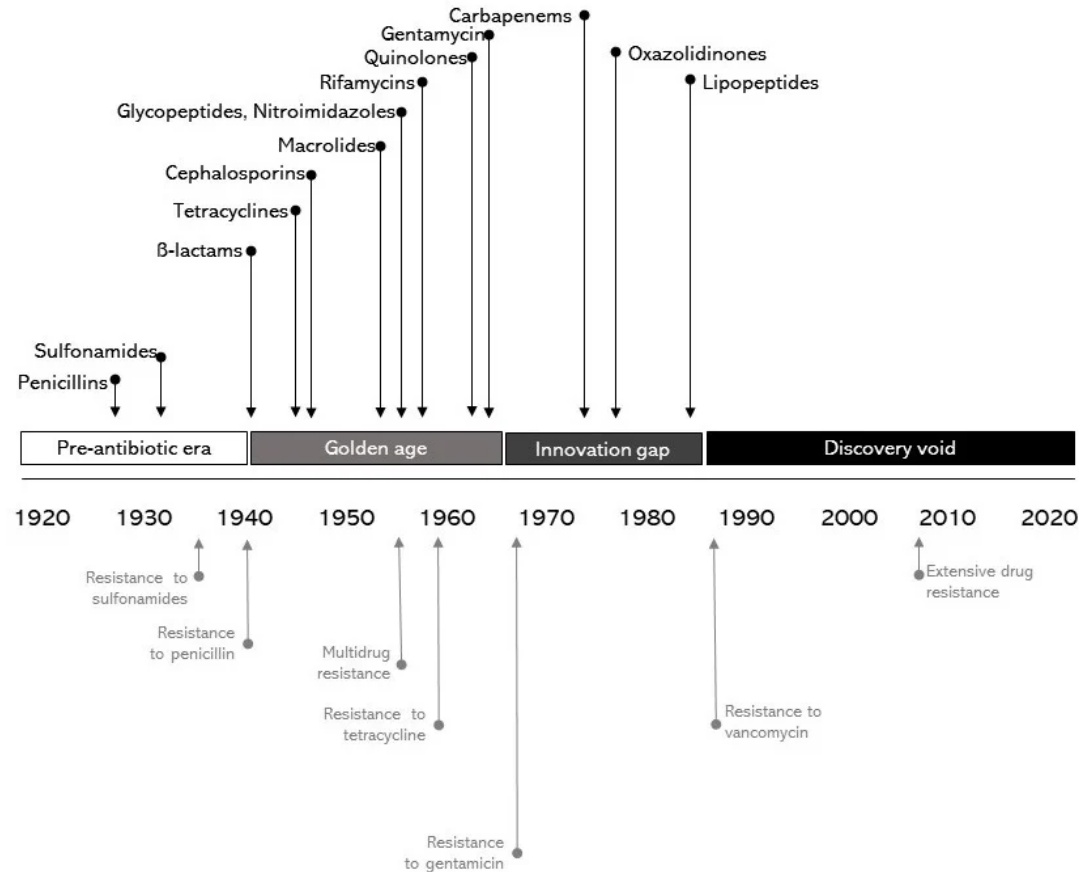 Carbapenems
Gentamycin
Quinolones
Oxazolidinones
Rifamycins
Lipopeptides
Glycopeptides, Nitroimidazoles
Macrolides
Cephalosporins
Tetracyclines
ß-lactams
Sulfonamides
Penicillins
Pre-antibiotic era
Golden age
Innovation gap
Discovery void
1920 1930 1940 1950 1960 1970 1980 1990 2000 2010 2020
Resistance to
sulfonamides
Extensive drug
resistance
Resistance
to penicillin
Multidrug
resistance
Resistance to
tetracycline
Resistance to
vancomycin
Resistance
to gentamicin